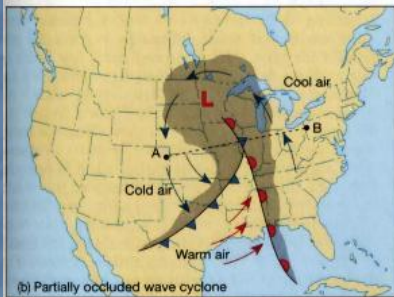 Cool air
L
B
A
Cold air
Warm air
(b) Partially occluded wave cyclone